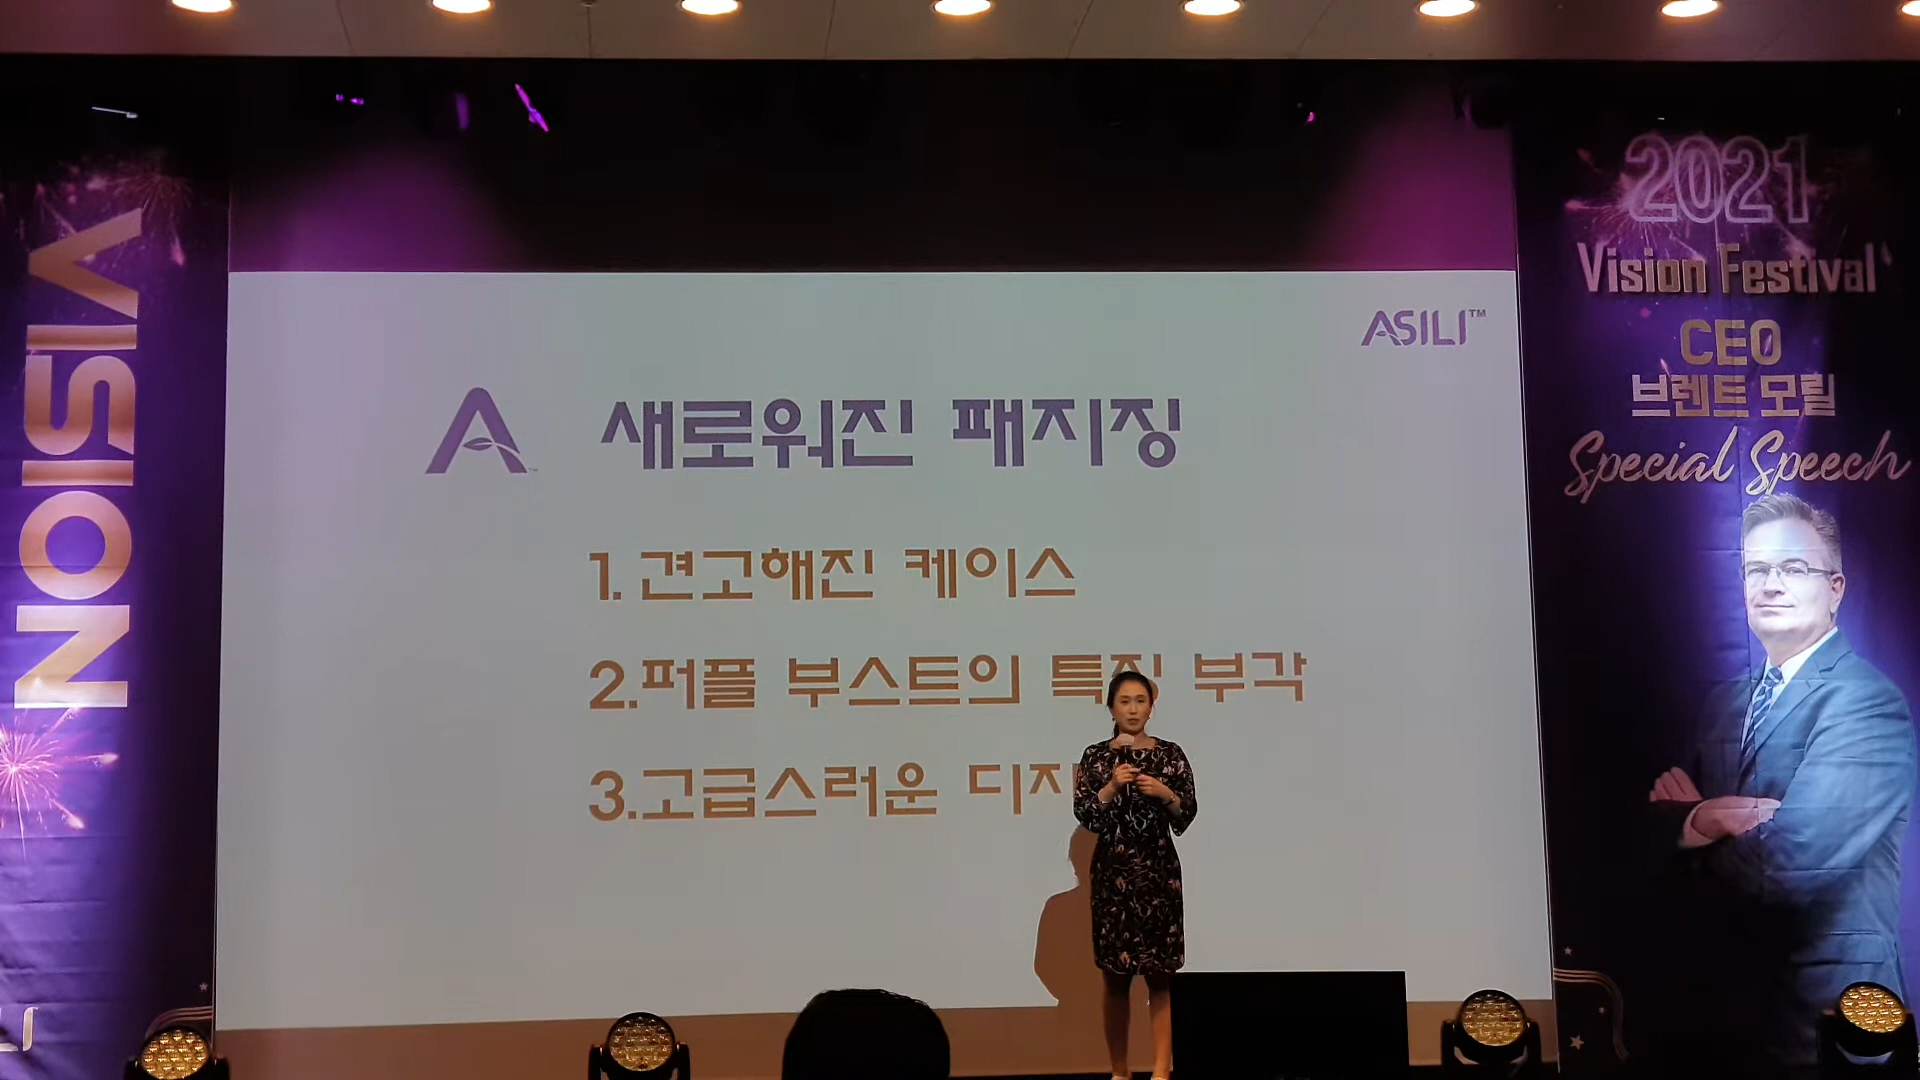 VISION
ASILI™
새로워진 패지징
1. 견고해진 케이스
2. 퍼플 부스트의 특징 부각
3. 고급스러운
2021
Vision Festival
CEO
브렌트 모릴
Special Speech